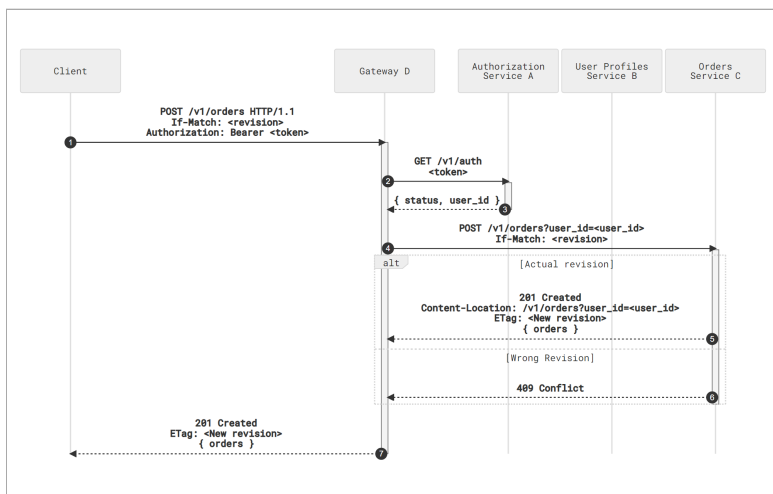 Client
Gateway D
Authorization
Service A
User Profiles
Service B
Orders
Service C
POST /v1/orders HTTP/1.1
If-Match: <revision>
Authorization: Bearer <token>
1
GET /v1/auth
<token>
2
{ status, user_id }
3
POST /v1/orders?user_id=<user_id>
If-Match: <revision>
4
alt
[Actual revision]
201 Created
Content-Location: /v1/orders?user_id=<user_id>
ETag: <New revision>
{ orders }
5
[Wrong Revision]
409 Conflict
6
201 Created
ETag: <New revision>
{ orders }
7